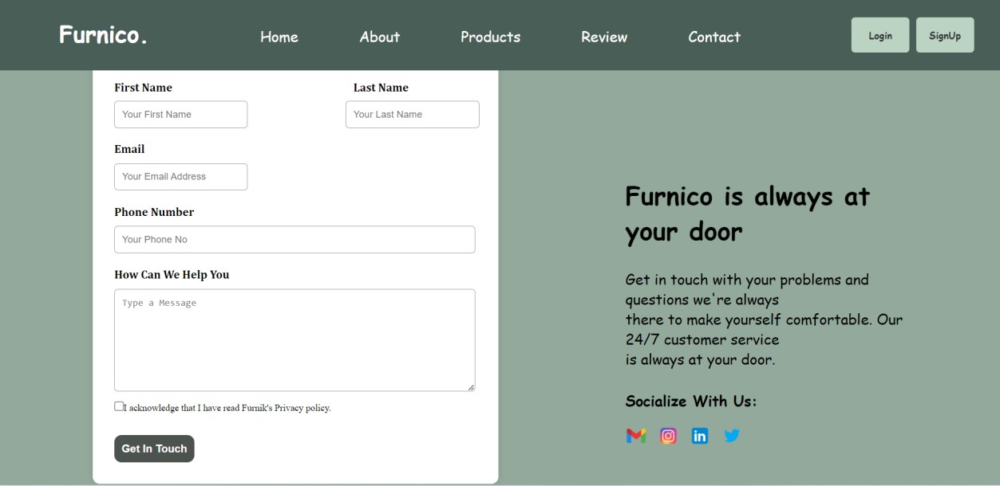 Furnico.
Home
About
Products
Review
Contact
Login
SignUp
First Name
Last Name
Your First Name
Your Last Name
Email
Your Email Address
Phone Number
Your Phone No
How Can We Help You
Type a Message
I acknowledge that I have read Furnik's Privacy policy.
Get In Touch
Furnico is always at
your door
Get in touch with your problems and
questions we're always
there to make yourself comfortable. Our
24/7 customer service
is always at your door.
Socialize With Us:
in